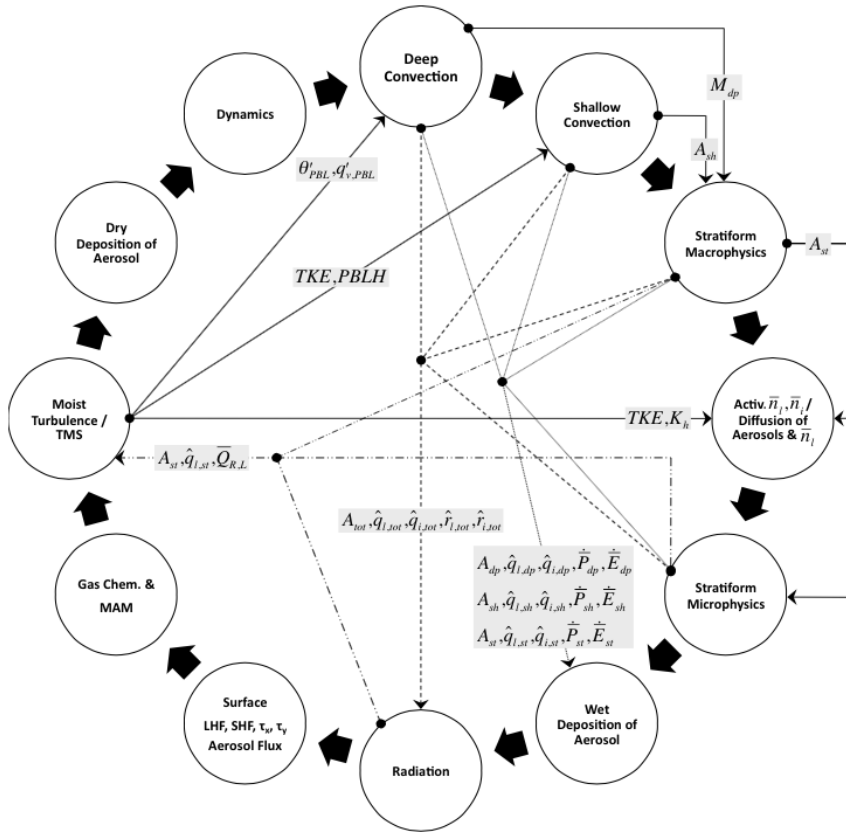 Deep
Convection
Shallow
Convection
Dynamics
M_dp
A_sh
θ′_PBL, q′_v,PBL
Dry
Deposition of
Aerosol
Stratiform
Macrophysics
A_st
TKE, PBLH
Moist
Turbulence /
TMS
TKE, K_h
Activ. n̅_l, n̅_i /
Diffusion of
Aerosols & n̅_l
A_st, q̂_l,st, Q̅_R,L
A_tot, q̂_l,tot, q̂_i,tot, r̂_l,tot, r̂_i,tot
A_dp, q̂_l,dp, q̂_i,dp, Ṗ̅_dp, Ė̅_dp
A_sh, q̂_l,sh, q̂_i,sh, Ṗ̅_sh, Ė̅_sh
A_st, q̂_l,st, q̂_i,st, Ṗ̅_st, Ė̅_st
Gas Chem. &
MAM
Stratiform
Microphysics
Surface
LHF, SHF, τ_x, τ_y
Aerosol Flux
Wet
Deposition of
Aerosol
Radiation